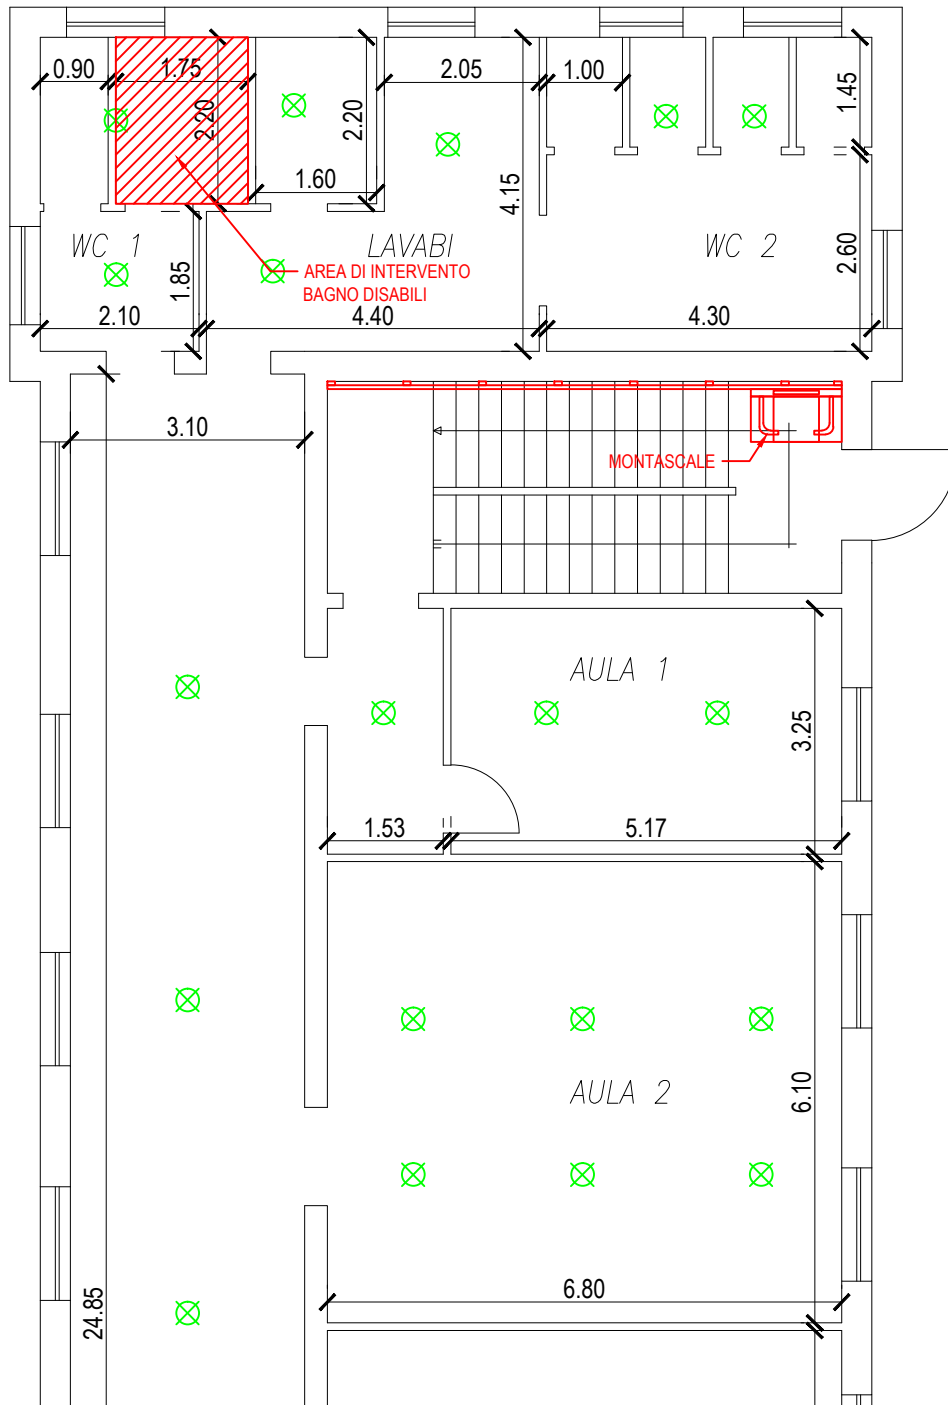 0.90
1.75
2.05
1.00
1.45
2.20
2.20
1.60
4.15
WC 1
LAVABI
WC 2
2.60
1.85
AREA DI INTERVENTO
BAGNO DISABILI
2.10
4.40
4.30
3.10
MONTASCALE
AULA 1
3.25
1.53
5.17
AULA 2
6.10
6.80
24.85